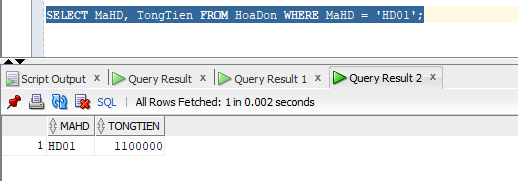 SELECT MaHD, TongTien FROM HoaDon WHERE MaHD = 'HD01';
Script Output x Query Result x Query Result 1 x Query Result 2 x
SQL | All Rows Fetched: 1 in 0.002 seconds
MAHD TONGTIEN
1 HD01 1100000